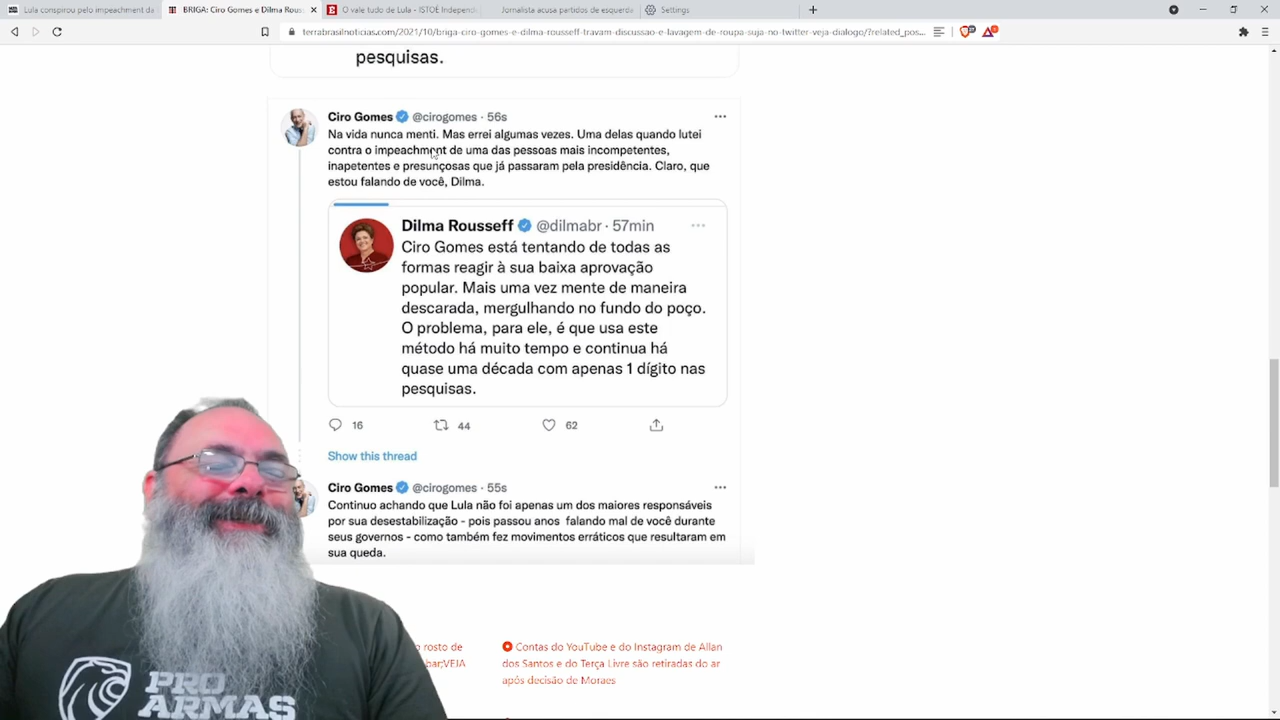 Lula conspirou pelo impeachment da
BRIGA: Ciro Gomes e Dilma Rouss
O vale tudo de Lula - ISTOÉ Independ
Jornalista acusa partidos de esquerda
Settings
terrabrasilnoticias.com/2021/10/briga-ciro-gomes-e-dilma-rousseff-travam-discussao-e-lavagem-de-roupa-suja-no-twitter-veja-dialogo/?related_pos...
pesquisas.
Ciro Gomes @cirogomes · 56s
Na vida nunca menti. Mas errei algumas vezes. Uma delas quando lutei
contra o impeachment de uma das pessoas mais incompetentes,
inapetentes e presunçosas que já passaram pela presidência. Claro, que
estou falando de você, Dilma.
Dilma Rousseff @dilmabr · 57min
Ciro Gomes está tentando de todas as
formas reagir à sua baixa aprovação
popular. Mais uma vez mente de maneira
descarada, mergulhando no fundo do poço.
O problema, para ele, é que usa este
método há muito tempo e continua há
quase uma década com apenas 1 dígito nas
pesquisas.
16 44 62
Show this thread
Ciro Gomes @cirogomes · 55s
Continuo achando que Lula não foi apenas um dos maiores responsáveis
por sua desestabilização - pois passou anos falando mal de você durante
seus governos - como também fez movimentos erráticos que resultaram em
sua queda.
rosto de
bar;VEJA
Contas do YouTube e do Instagram de Allan
dos Santos e do Terça Livre são retiradas do ar
após decisão de Moraes
PRO
ARMAS